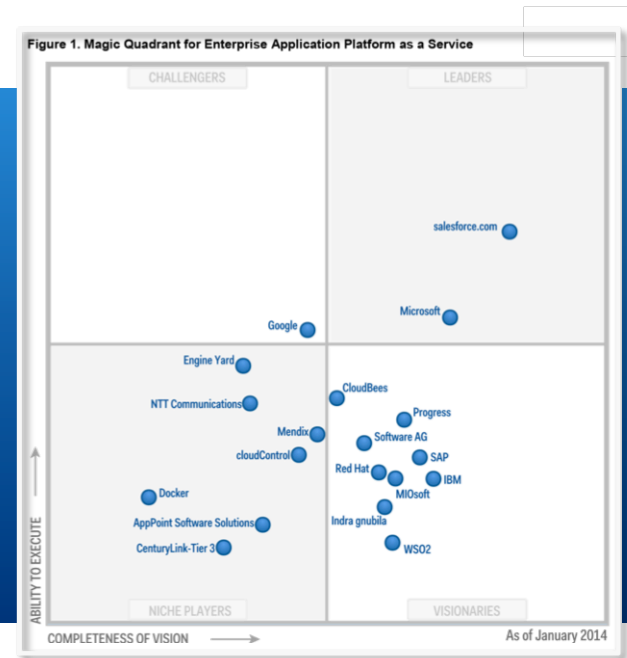 Figure 1. Magic Quadrant for Enterprise Application Platform as a Service
CHALLENGERS
LEADERS
salesforce.com
Microsoft
Google
Engine Yard
CloudBees
NTT Communications
Progress
Mendix
Software AG
cloudControl
SAP
Red Hat
IBM
MIOsoft
Docker
Indra gnubila
AppPoint Software Solutions
CenturyLink-Tier 3
WSO2
NICHE PLAYERS
VISIONARIES
ABILITY TO EXECUTE
COMPLETENESS OF VISION
As of January 2014